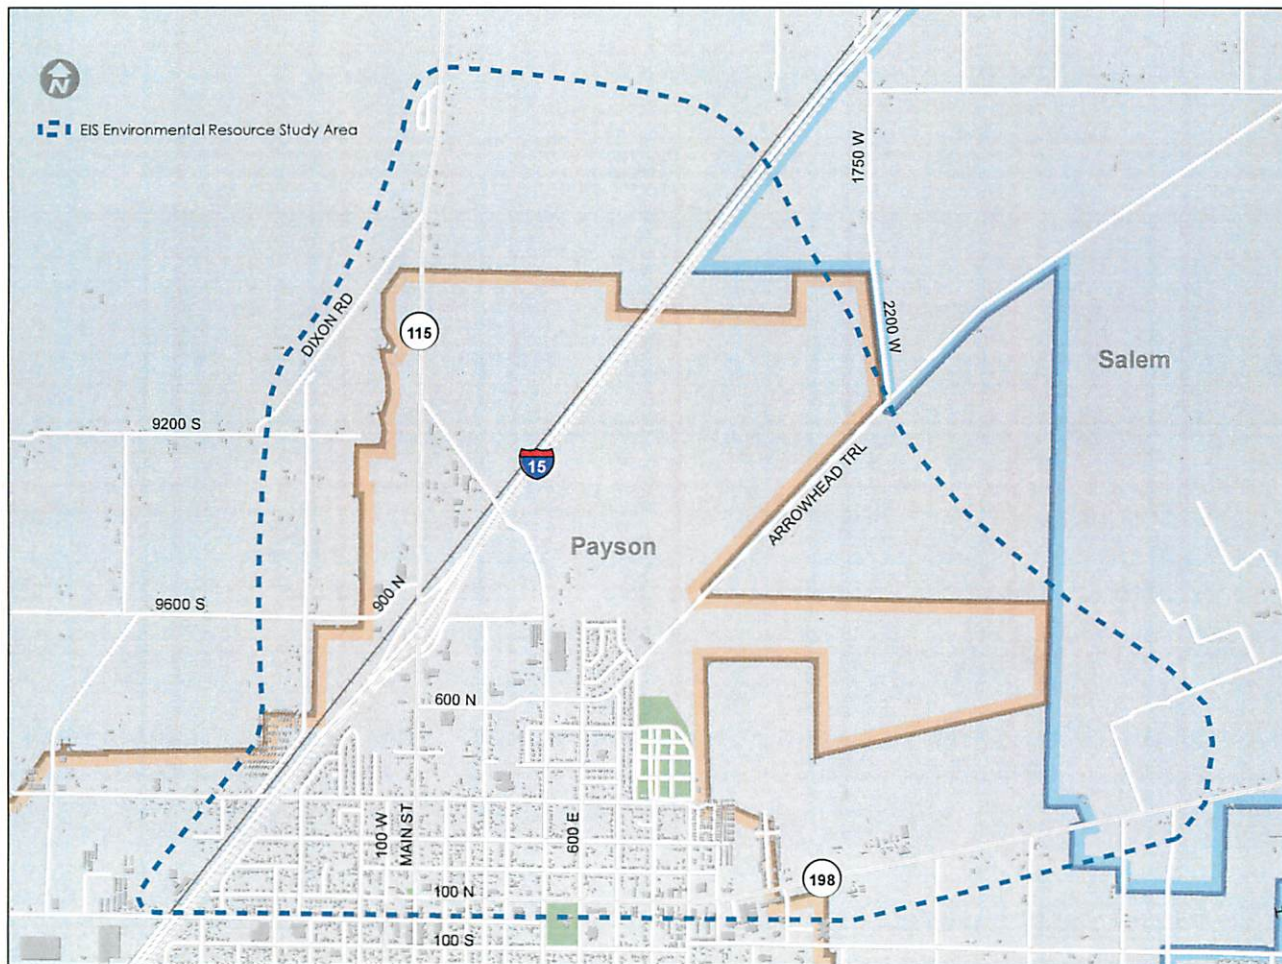 N
EIS Environmental Resource Study Area
1750 W
DIXON RD
115
2200 W
Salem
9200 S
15
ARROWHEAD TRL
Payson
900 N
9600 S
600 N
100 W
MAIN ST
600 E
198
100 N
100 S